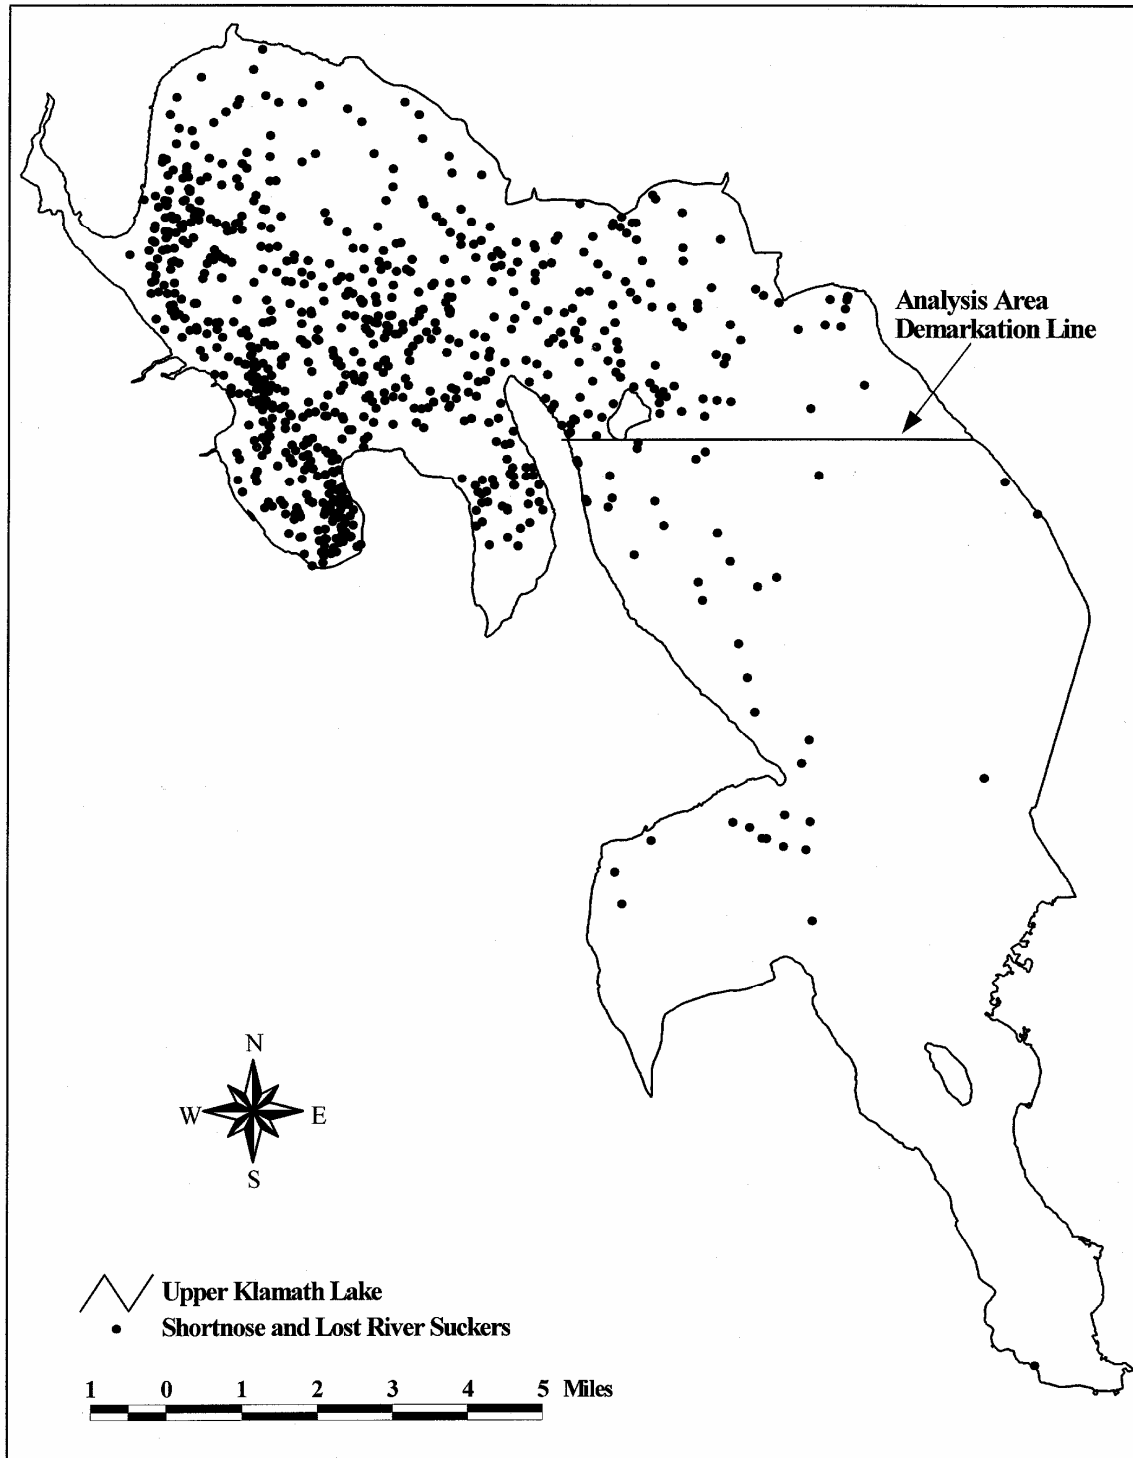 Analysis Area
Demarkation Line
N
W E
S
Upper Klamath Lake
Shortnose and Lost River Suckers
1 0 1 2 3 4 5 Miles